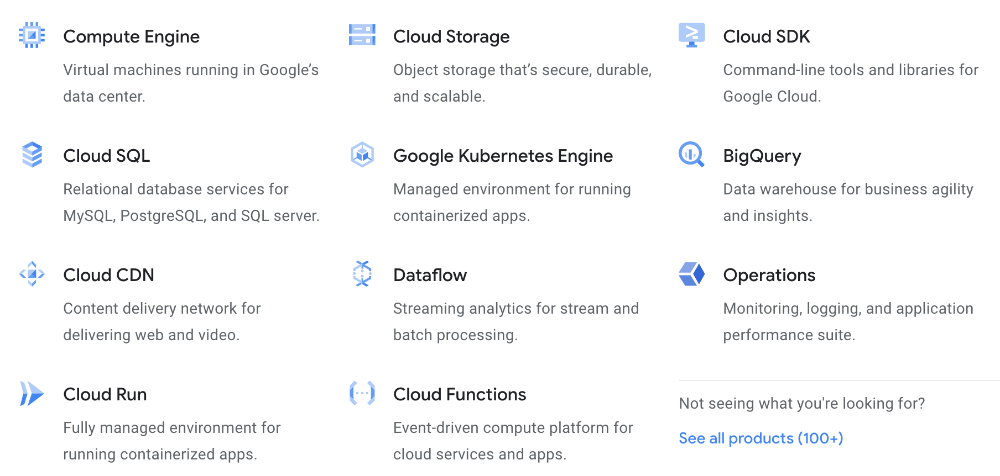 Compute Engine
Virtual machines running in Google’s
data center.
Cloud Storage
Object storage that’s secure, durable,
and scalable.
Cloud SDK
Command-line tools and libraries for
Google Cloud.
Cloud SQL
Relational database services for
MySQL, PostgreSQL, and SQL server.
Google Kubernetes Engine
Managed environment for running
containerized apps.
BigQuery
Data warehouse for business agility
and insights.
Cloud CDN
Content delivery network for
delivering web and video.
Dataflow
Streaming analytics for stream and
batch processing.
Operations
Monitoring, logging, and application
performance suite.
Cloud Run
Fully managed environment for
running containerized apps.
Cloud Functions
Event-driven compute platform for
cloud services and apps.
Not seeing what you're looking for?
See all products (100+)